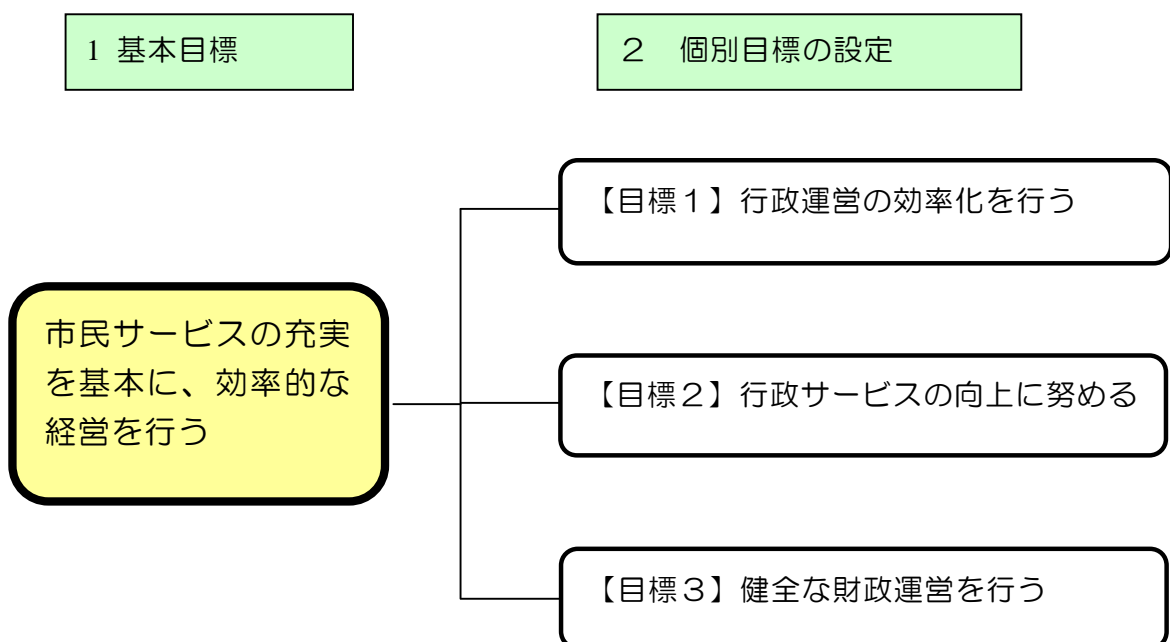 1 基本目標
２　個別目標の設定
【目標１】行政運営の効率化を行う
市民サービスの充実
を基本に、効率的な
経営を行う
【目標２】行政サービスの向上に努める
【目標３】健全な財政運営を行う